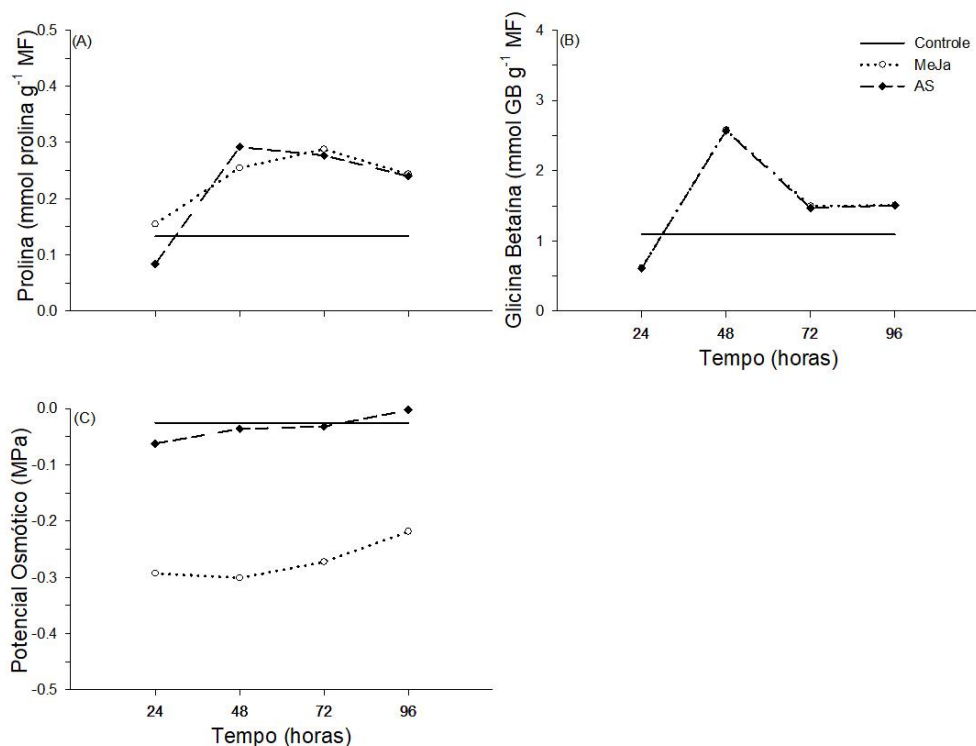 (A)
Prolina (mmol prolina g-1 MF)
0.5
0.4
0.3
0.2
0.1
0.0
(B)
Glicina Betaína (mmol GB g-1 MF)
4
3
2
1
0
Controle
MeJa
AS
24 48 72 96
Tempo (horas)
(C)
Potencial Osmótico (MPa)
0.0
-0.1
-0.2
-0.3
-0.4
-0.5
24 48 72 96
Tempo (horas)